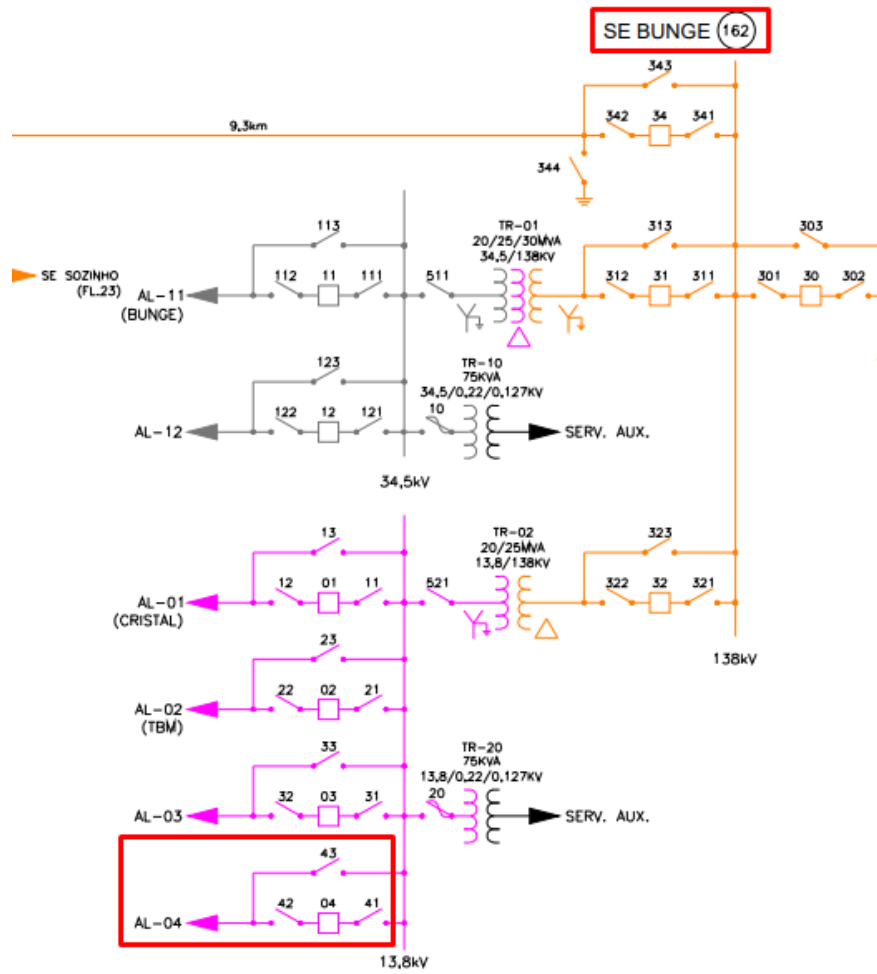 SE BUNGE 162
343
342 34 341
9,3km
344
TR-01
20/25/30MVA
34,5/138KV
113
313
303
SE SOZINHO
(FL.23)
AL-11
(BUNGE)
112 11 111
511
312 31 311
301 30 302
TR-10
75KVA
34,5/0,22/0,127KV
123
AL-12
122 12 121
10
SERV. AUX.
34,5kV
TR-02
20/25MVA
13,8/138KV
13
323
AL-01
(CRISTAL)
12 01 11
521
322 32 321
138kV
23
AL-02
(TBM)
22 02 21
TR-20
75KVA
13,8/0,22/0,127KV
33
AL-03
32 03 31
20
SERV. AUX.
43
AL-04
42 04 41
13,8kV